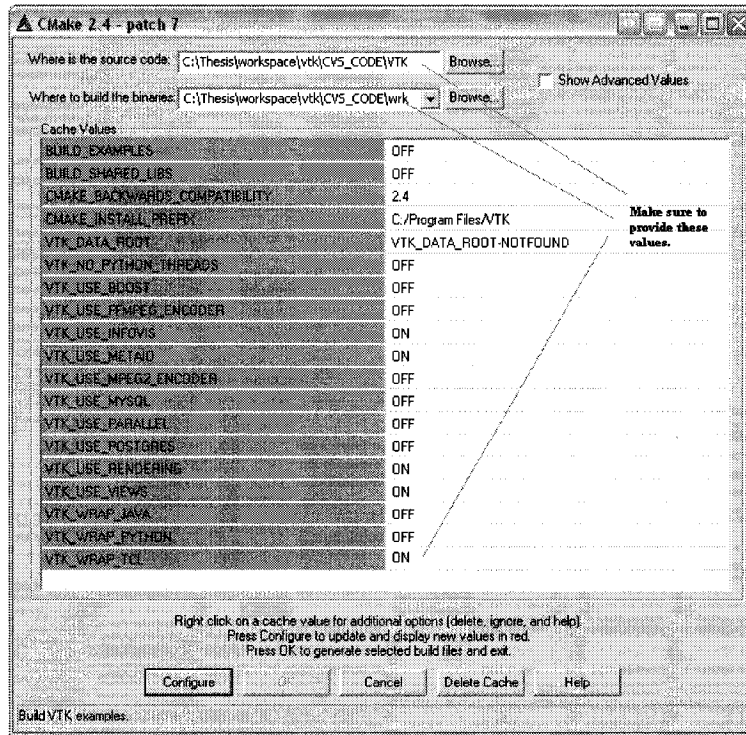 CMake 2.4 - patch 7
Where is the source code: C:\Thesis\workspace\vtk\CVS_CODE\VTK Browse...
Show Advanced Values
Where to build the binaries: C:\Thesis\workspace\vtk\CVS_CODE\wrk Browse...
Cache Values
BUILD_EXAMPLES OFF
BUILD_SHARED_LIBS OFF
CMAKE_BACKWARDS_COMPATIBILITY 2.4
CMAKE_INSTALL_PREFIX C:/Program Files/VTK
VTK_DATA_ROOT VTK_DATA_ROOT-NOTFOUND
VTK_NO_PYTHON_THREADS OFF
VTK_USE_BOOST OFF
VTK_USE_FFMPEG_ENCODER OFF
VTK_USE_INFOVIS ON
VTK_USE_METAIO ON
VTK_USE_MPEG2_ENCODER OFF
VTK_USE_MYSQL OFF
VTK_USE_PARALLEL OFF
VTK_USE_POSTGRES OFF
VTK_USE_RENDERING ON
VTK_USE_VIEWS ON
VTK_WRAP_JAVA OFF
VTK_WRAP_PYTHON OFF
VTK_WRAP_TCL ON
Make sure to
provide these
values.
Right click on a cache value for additional options (delete, ignore, and help).
Press Configure to update and display new values in red.
Press OK to generate selected build files and exit.
Configure Cancel Delete Cache Help
Build VTK examples.